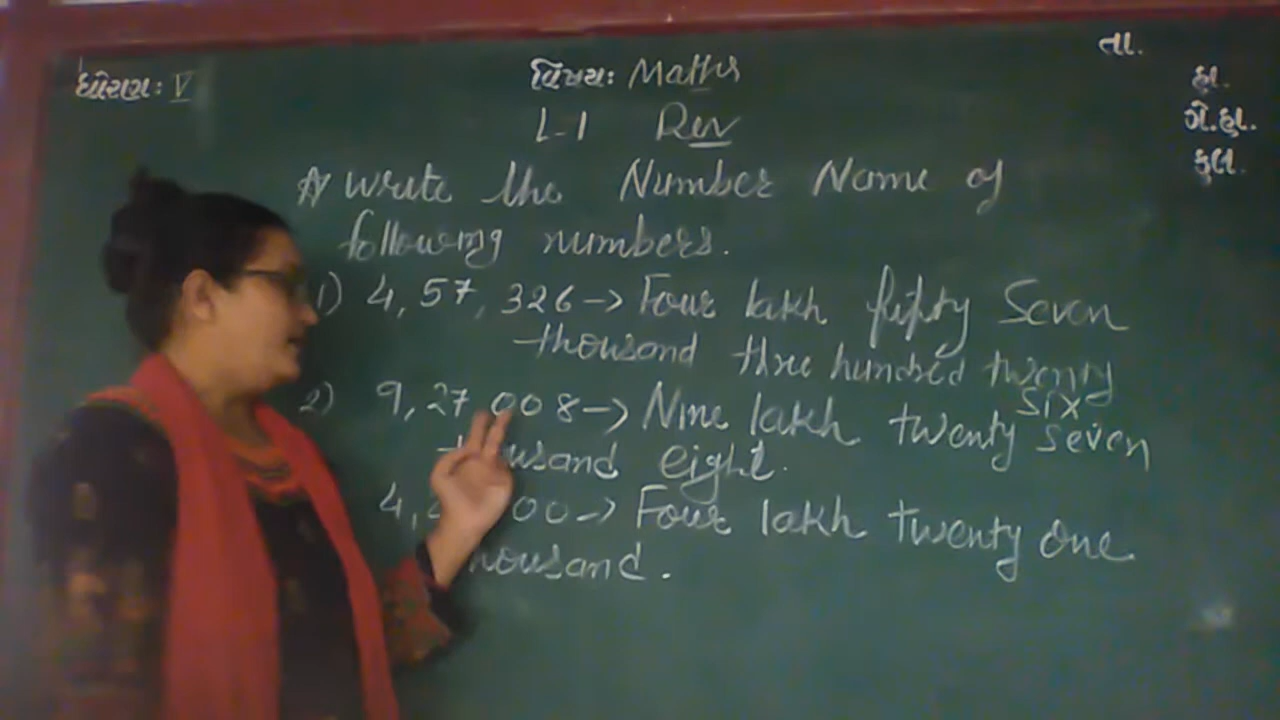 ધોરણ: V
વિષય: Maths
તા.
હા.
ગે.હા.
કુલ.
L-1 Rev
☆ Write the Number Name of
following numbers.
1) 4,57,326 -> Four lakh fifty Seven
thousand three hundred twenty
six
2) 9,27 008 -> Nine lakh twenty seven
eight.
00 -> Four lakh twenty one